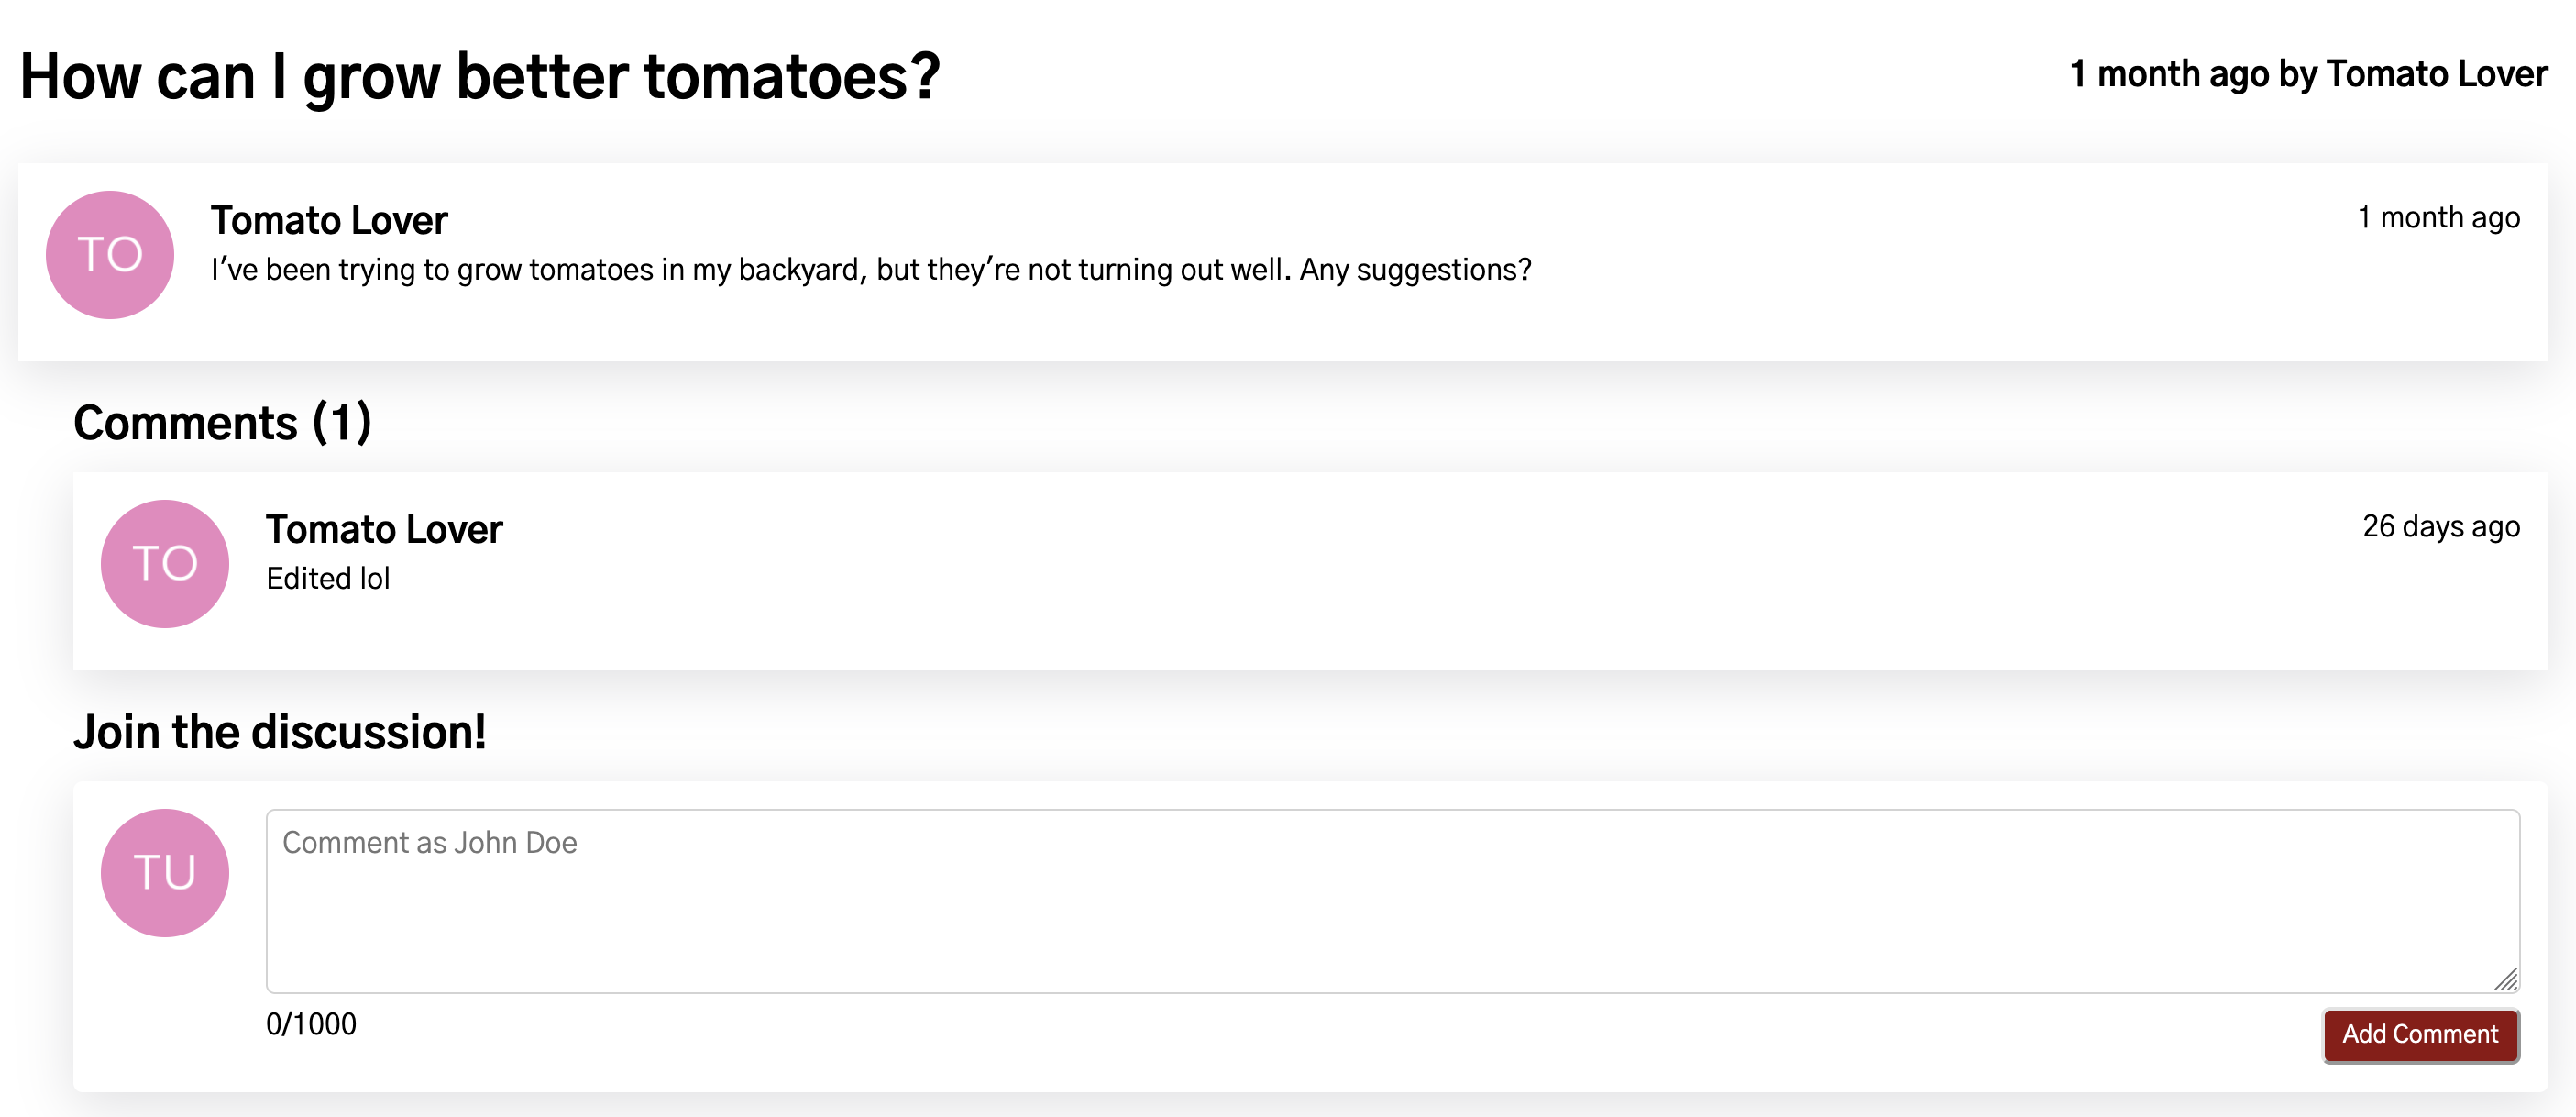 How can I grow better tomatoes?
1 month ago by Tomato Lover
TO
Tomato Lover
1 month ago
I've been trying to grow tomatoes in my backyard, but they're not turning out well. Any suggestions?
Comments (1)
TO
Tomato Lover
26 days ago
Edited lol
Join the discussion!
TU
Comment as John Doe
0/1000
Add Comment